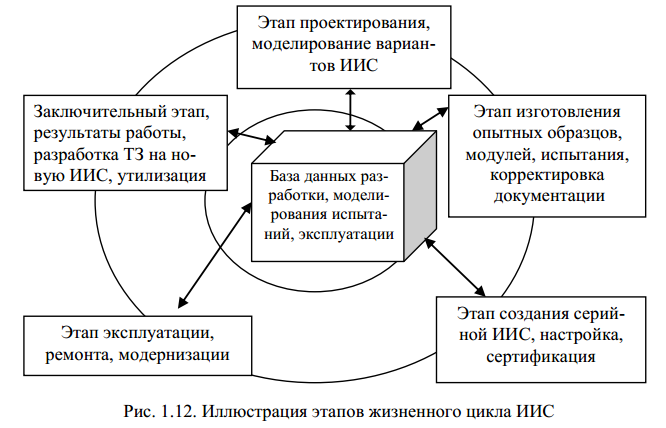 Этап проектирования,
моделирование вариан-
тов ИИС
Заключительный этап,
результаты работы,
разработка ТЗ на но-
вую ИИС, утилизация
Этап изготовления
опытных образцов,
модулей, испытания,
корректировка
документации
База данных раз-
работки, модели-
рования испыта-
ний, эксплуатации
Этап эксплуатации,
ремонта, модернизации
Этап создания серий-
ной ИИС, настройка,
сертификация
Рис. 1.12. Иллюстрация этапов жизненного цикла ИИС